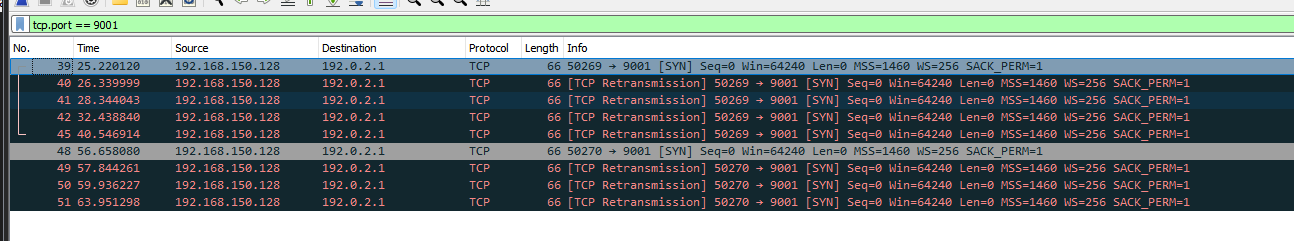 tcp.port == 9001
No. Time Source Destination Protocol Length Info
39 25.220120 192.168.150.128 192.0.2.1 TCP 66 50269 → 9001 [SYN] Seq=0 Win=64240 Len=0 MSS=1460 WS=256 SACK_PERM=1
40 26.339999 192.168.150.128 192.0.2.1 TCP 66 [TCP Retransmission] 50269 → 9001 [SYN] Seq=0 Win=64240 Len=0 MSS=1460 WS=256 SACK_PERM=1
41 28.344043 192.168.150.128 192.0.2.1 TCP 66 [TCP Retransmission] 50269 → 9001 [SYN] Seq=0 Win=64240 Len=0 MSS=1460 WS=256 SACK_PERM=1
42 32.438840 192.168.150.128 192.0.2.1 TCP 66 [TCP Retransmission] 50269 → 9001 [SYN] Seq=0 Win=64240 Len=0 MSS=1460 WS=256 SACK_PERM=1
45 40.546914 192.168.150.128 192.0.2.1 TCP 66 [TCP Retransmission] 50269 → 9001 [SYN] Seq=0 Win=64240 Len=0 MSS=1460 WS=256 SACK_PERM=1
48 56.658080 192.168.150.128 192.0.2.1 TCP 66 50270 → 9001 [SYN] Seq=0 Win=64240 Len=0 MSS=1460 WS=256 SACK_PERM=1
49 57.844261 192.168.150.128 192.0.2.1 TCP 66 [TCP Retransmission] 50270 → 9001 [SYN] Seq=0 Win=64240 Len=0 MSS=1460 WS=256 SACK_PERM=1
50 59.936227 192.168.150.128 192.0.2.1 TCP 66 [TCP Retransmission] 50270 → 9001 [SYN] Seq=0 Win=64240 Len=0 MSS=1460 WS=256 SACK_PERM=1
51 63.951298 192.168.150.128 192.0.2.1 TCP 66 [TCP Retransmission] 50270 → 9001 [SYN] Seq=0 Win=64240 Len=0 MSS=1460 WS=256 SACK_PERM=1